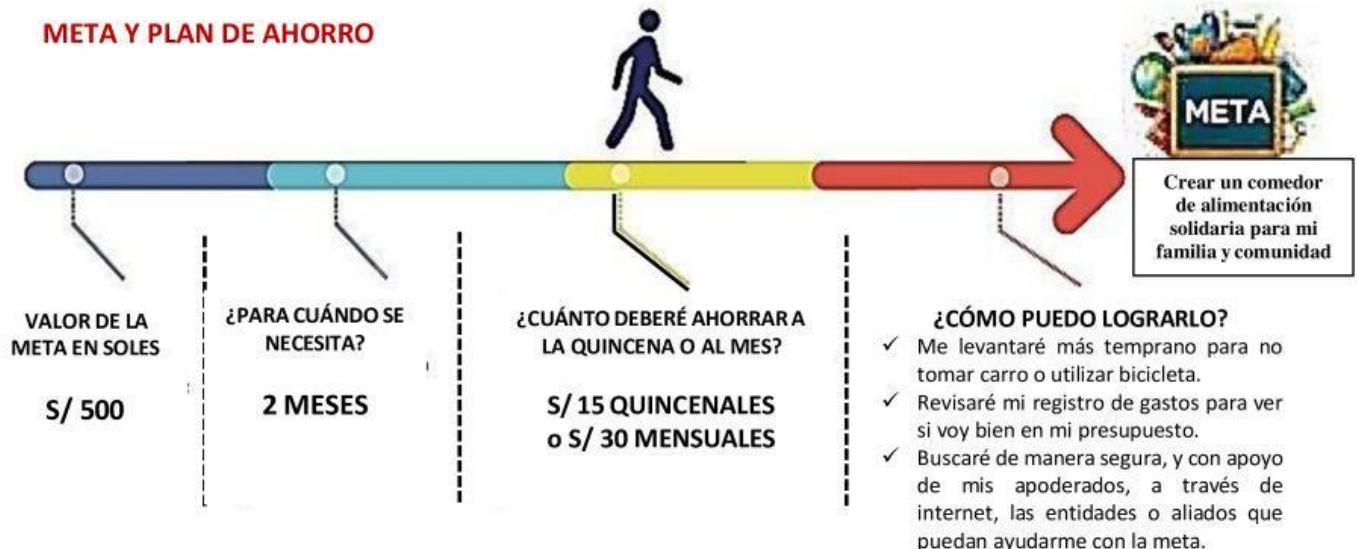 META Y PLAN DE AHORRO
META
Crear un comedor
de alimentación
solidaria para mi
familia y comunidad
VALOR DE LA
META EN SOLES
S/ 500
¿PARA CUÁNDO SE
NECESITA?
2 MESES
¿CUÁNTO DEBERÉ AHORRAR A
LA QUINCENA O AL MES?
S/ 15 QUINCENALES
o S/ 30 MENSUALES
¿CÓMO PUEDO LOGRARLO?
✓ Me levantaré más temprano para no
tomar carro o utilizar bicicleta.
✓ Revisaré mi registro de gastos para ver
si voy bien en mi presupuesto.
✓ Buscaré de manera segura, y con apoyo
de mis apoderados, a través de
internet, las entidades o aliados que
puedan ayudarme con la meta.